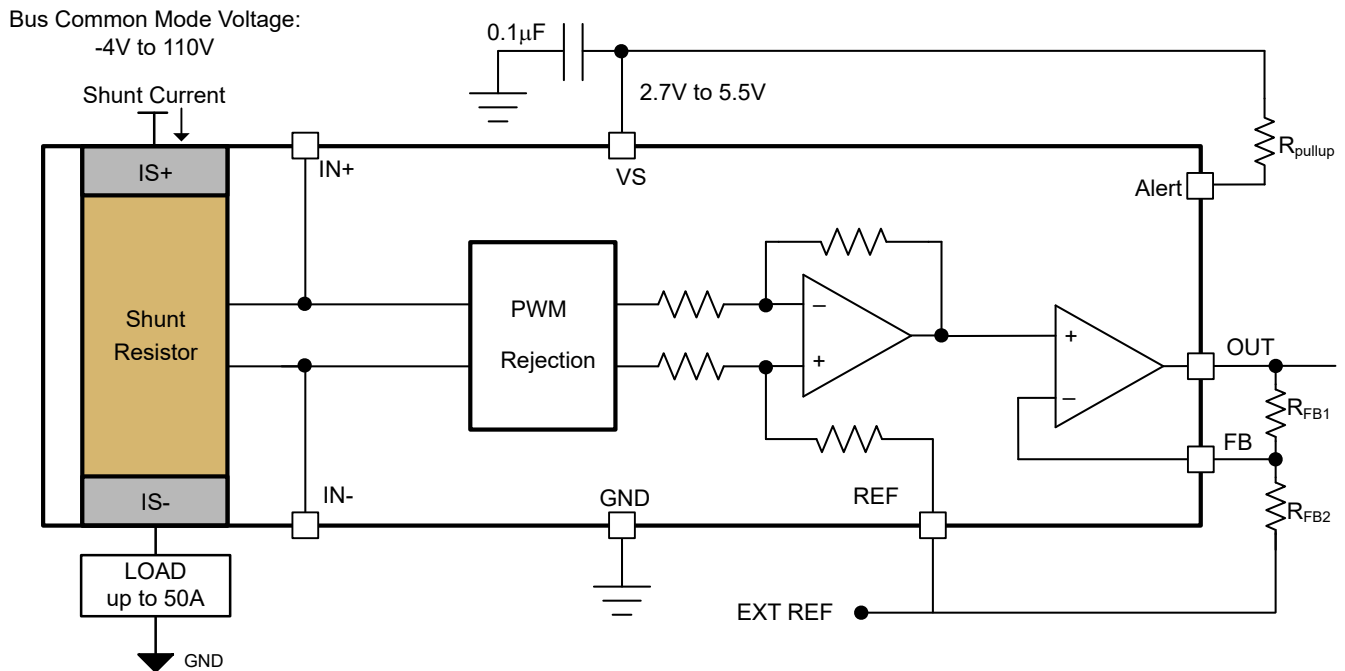 Bus Common Mode Voltage:
-4V to 110V
0.1µF
2.7V to 5.5V
Shunt Current
IS+
IN+
VS
Rpullup
Alert
Shunt
Resistor
PWM
Rejection
−
+
+
−
OUT
RFB1
FB
IS-
IN-
GND
REF
RFB2
LOAD
up to 50A
EXT REF
GND